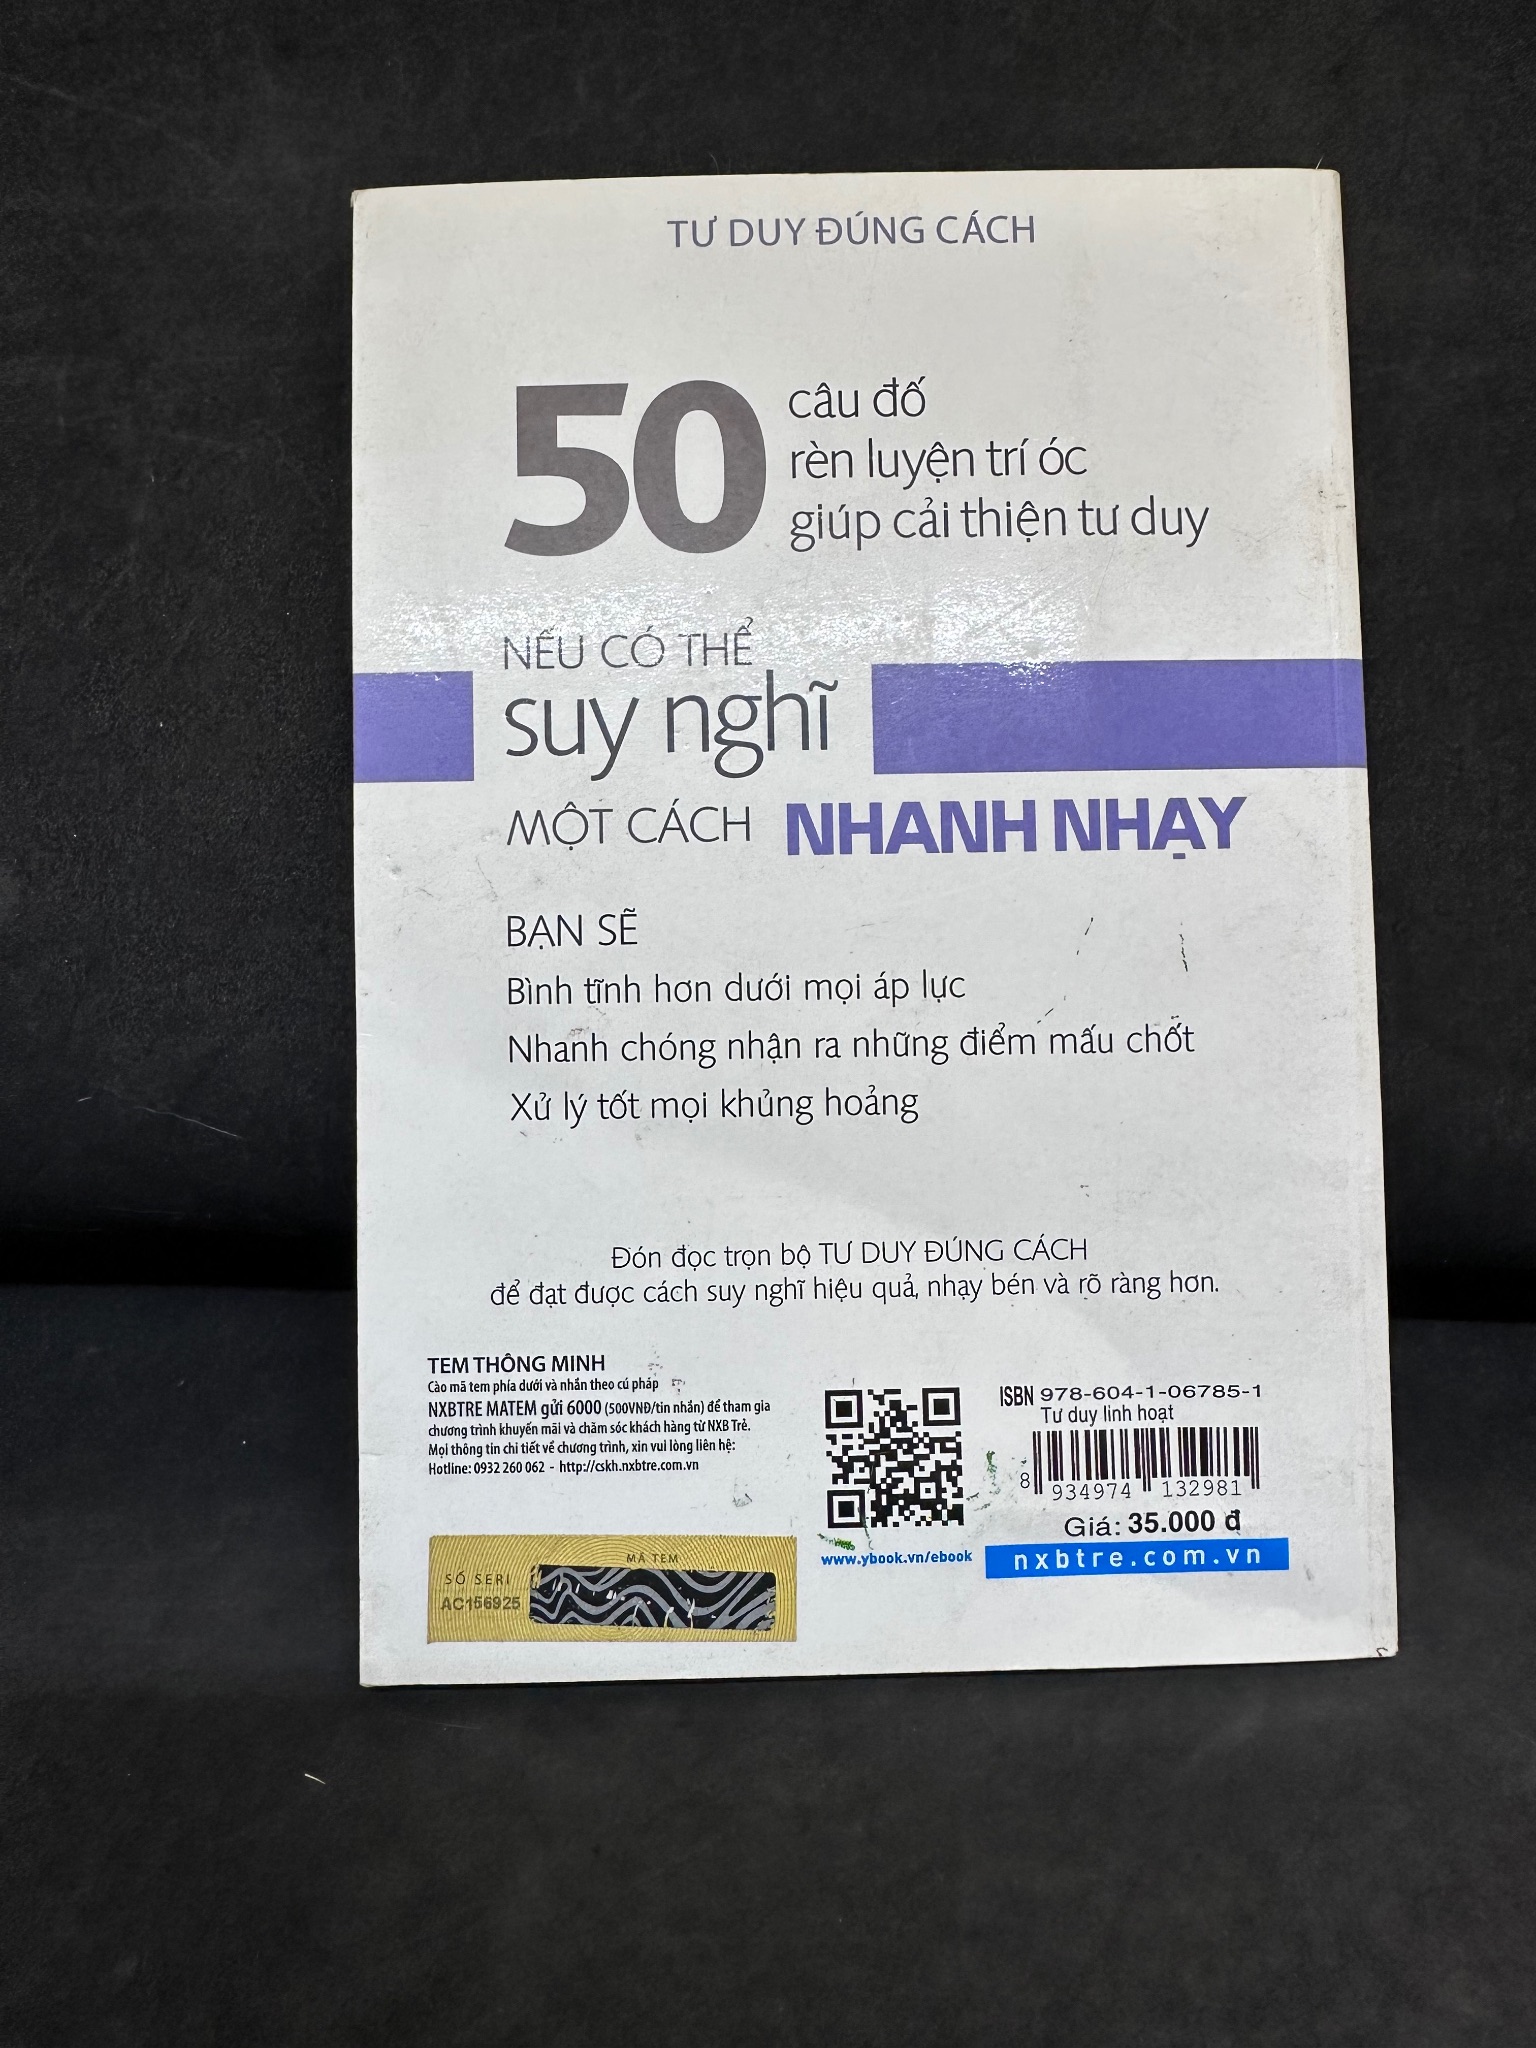 TƯ DUY ĐÚNG CÁCH
50
câu đố
rèn luyện trí óc
giúp cải thiện tư duy
NẾU CÓ THỂ
suy nghĩ
MỘT CÁCH NHANH NHẠY
BẠN SẼ
Bình tĩnh hơn dưới mọi áp lực
Nhanh chóng nhận ra những điểm mấu chốt
Xử lý tốt mọi khủng hoảng
Đón đọc trọn bộ TƯ DUY ĐÚNG CÁCH
để đạt được cách suy nghĩ hiệu quả, nhạy bén và rõ ràng hơn.
TEM THÔNG MINH
Cào mã tem phía dưới và nhắn theo cú pháp
NXBTRE MATEM gửi 6000 (500VNĐ/tin nhắn) để tham gia
chương trình khuyến mãi và chăm sóc khách hàng từ NXB Trẻ.
Mọi thông tin chi tiết về chương trình, xin vui lòng liên hệ:
Hotline: 0932 260 062 - http://cskh.nxbtre.com.vn
MÃ TEM
SỐ SERI
AC156925
www.ybook.vn/ebook
ISBN 978-604-1-06785-1
Tư duy linh hoạt
8 934974 132981
Giá: 35.000 đ
nxbtre.com.vn